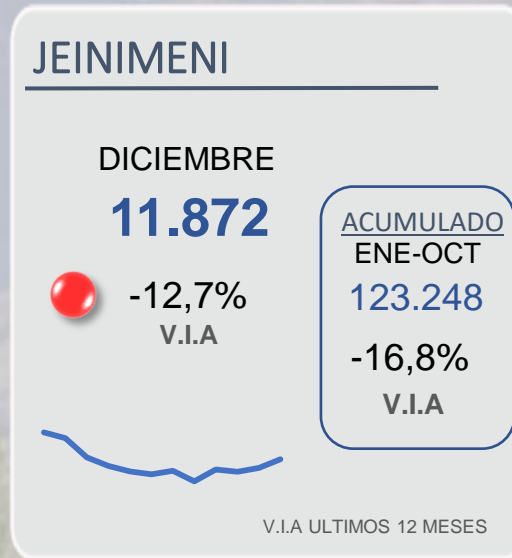 JEINIMENI
DICIEMBRE
11.872
-12,7%
V.I.A
ACUMULADO
ENE-OCT
123.248
-16,8%
V.I.A
V.I.A ULTIMOS 12 MESES